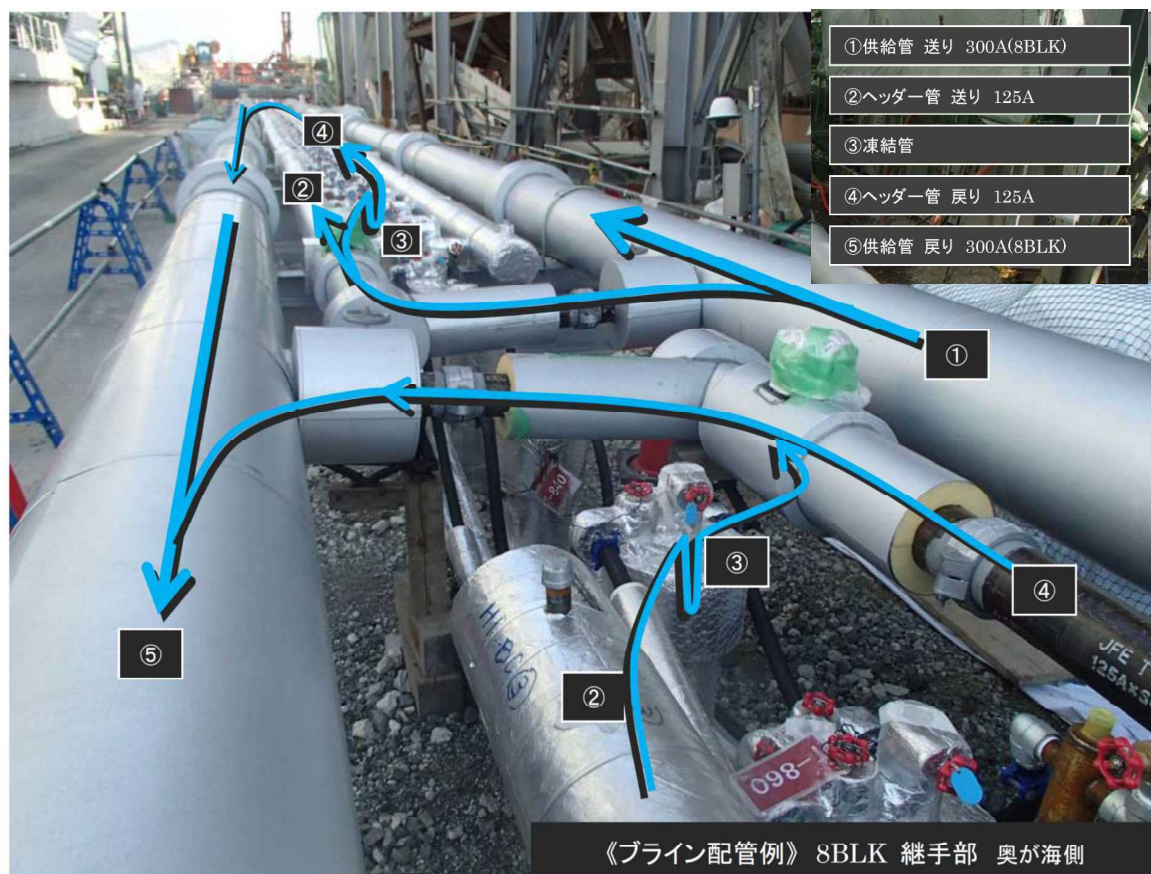 ①供給管 送り 300A(8BLK)
②ヘッダー管 送り 125A
③凍結管
④ヘッダー管 戻り 125A
⑤供給管 戻り 300A(8BLK)
④
②
③
①
③
④
⑤
②
JFE T
125A×S
098-
《ブライン配管例》 8BLK 継手部 奥が海側